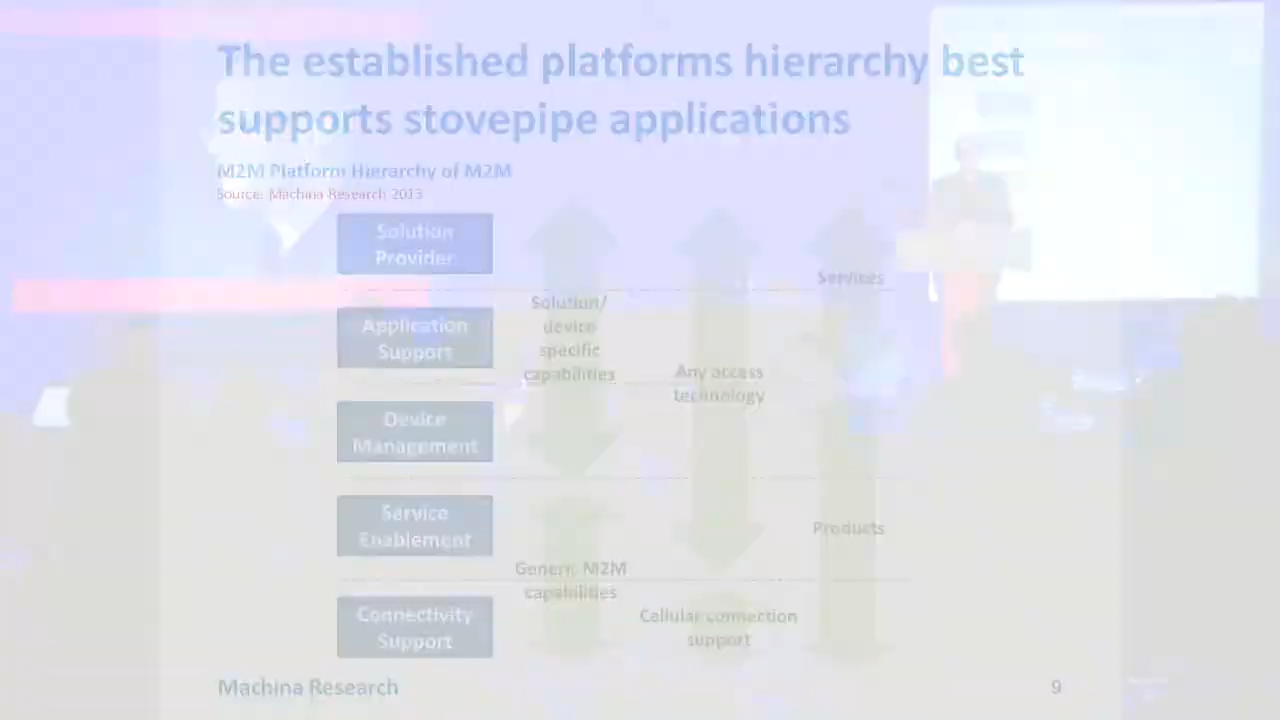 The established platforms hierarchy best
supports stovepipe applications
M2M Platform Hierarchy of M2M
Source: Machina Research 2013
Solution
Provider
Application
Support
Device
Management
Service
Enablement
Connectivity
Support
Solution/
device
specific
capabilities
Generic M2M
capabilities
Any access
technology
Cellular connection
support
Services
Products
Machina Research
9